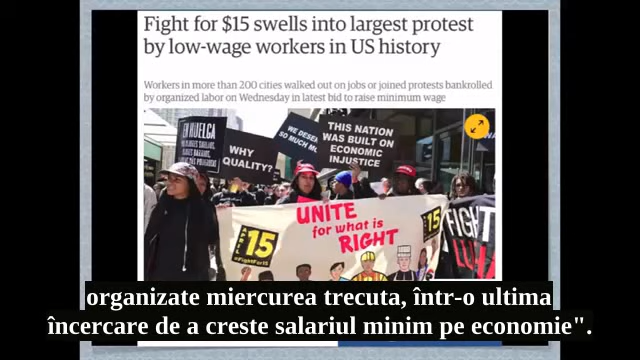 Fight for $15 swells into largest protest
by low-wage workers in US history
Workers in more than 200 cities walked out on jobs or joined protests bankrolled
by organized labor on Wednesday in latest bid to raise minimum wage
EN HUELGA
WHY
QUALITY?
WE DESER
SO MUCH M
THIS NATION
WAS BUILT ON
ECONOMIC
INJUSTICE
UNITE
for what is
RIGHT
APRIL
15
#FightFor15
15
FIGHT
organizate miercurea trecuta, într-o ultima
încercare de a creste salariul minim pe economie".